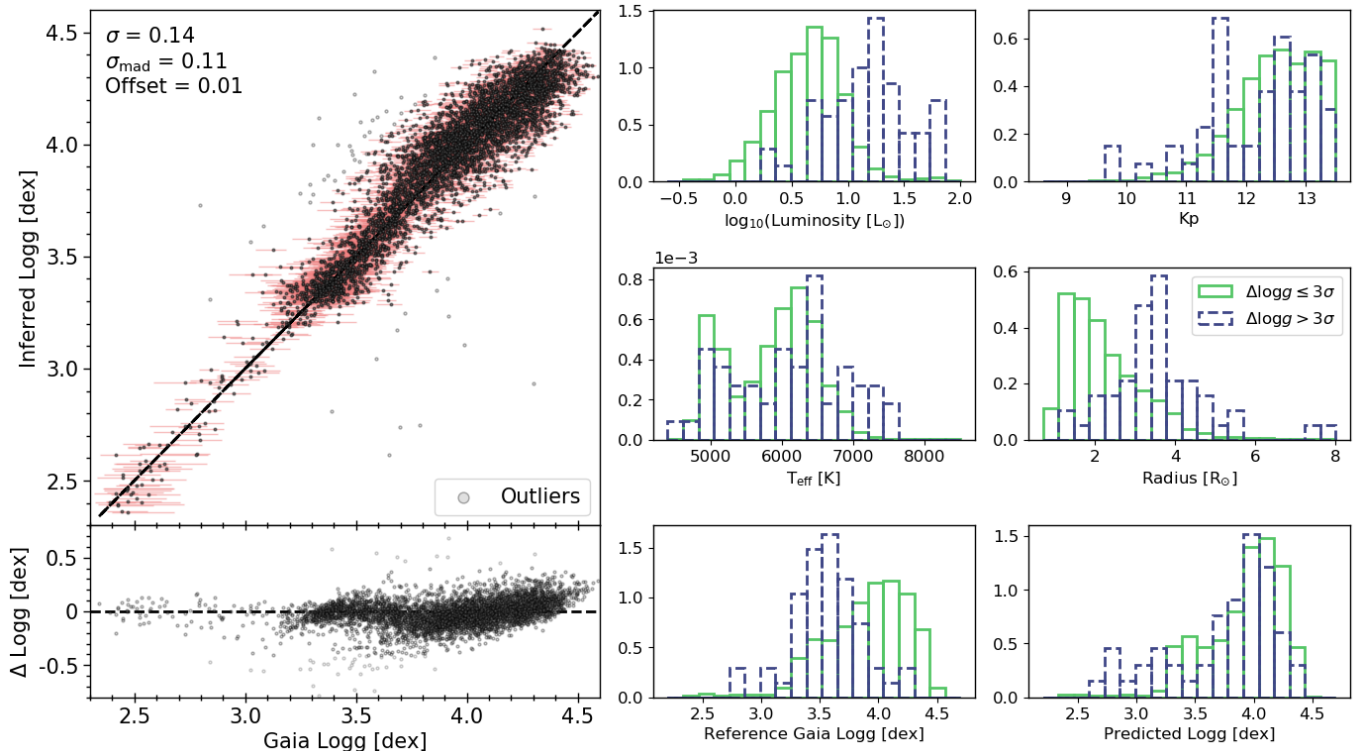 σ = 0.14
σmad = 0.11
Offset = 0.01
4.5
4.0
3.5
3.0
2.5
Inferred Logg [dex]
Outliers
0.5
0
-0.5
Δ Logg [dex]
2.5 3.0 3.5 4.0 4.5
Gaia Logg [dex]
1.5
1.0
0.5
0.0
−0.5 0.0 0.5 1.0 1.5 2.0
log₁₀(Luminosity [L⊙])
0.6
0.4
0.2
0.0
9 10 11 12 13
Kp
1e−3
0.8
0.6
0.4
0.2
0.0
5000 6000 7000 8000
Teff [K]
0.6
0.4
0.2
0.0
Δlogg ≤ 3σ
Δlogg > 3σ
2 4 6 8
Radius [R⊙]
1.5
1.0
0.5
0.0
2.5 3.0 3.5 4.0 4.5
Reference Gaia Logg [dex]
1.5
1.0
0.5
0.0
2.5 3.0 3.5 4.0 4.5
Predicted Logg [dex]